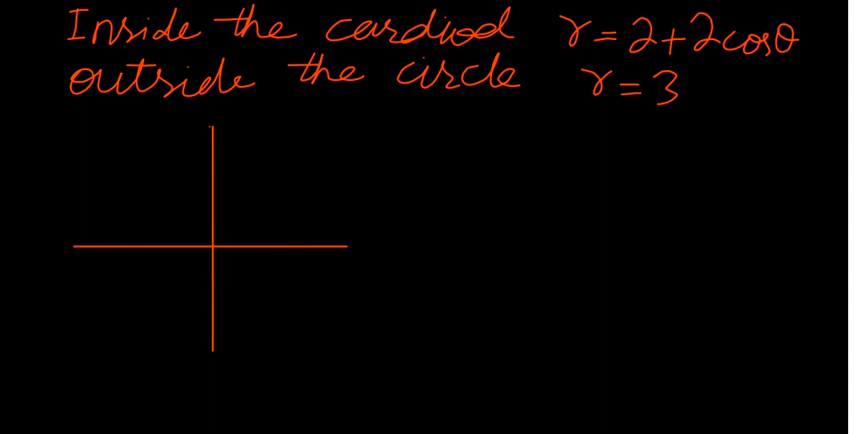 Inside the cardiod r = 2+2cosθ
outside the circle r = 3